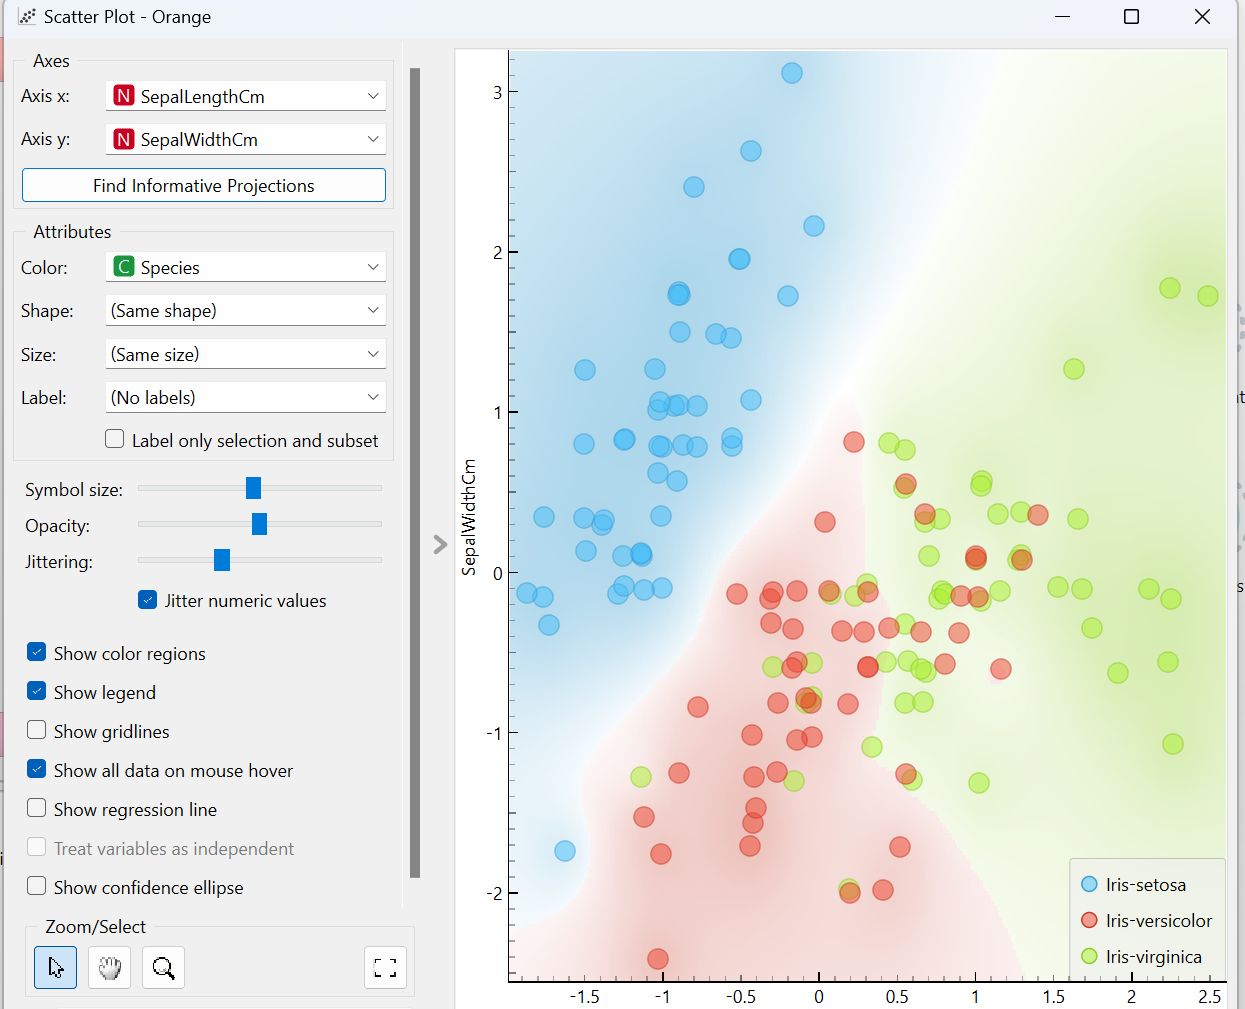 Scatter Plot - Orange
Axes
Axis x: N SepalLengthCm
Axis y: N SepalWidthCm
Find Informative Projections
Attributes
Color: C Species
Shape: (Same shape)
Size: (Same size)
Label: (No labels)
Label only selection and subset
Symbol size:
Opacity:
Jittering:
Jitter numeric values
Show color regions
Show legend
Show gridlines
Show all data on mouse hover
Show regression line
Treat variables as independent
Show confidence ellipse
Zoom/Select
SepalWidthCm
3
2
1
0
-1
-2
-1.5 -1 -0.5 0 0.5 1 1.5 2 2.5
Iris-setosa
Iris-versicolor
Iris-virginica